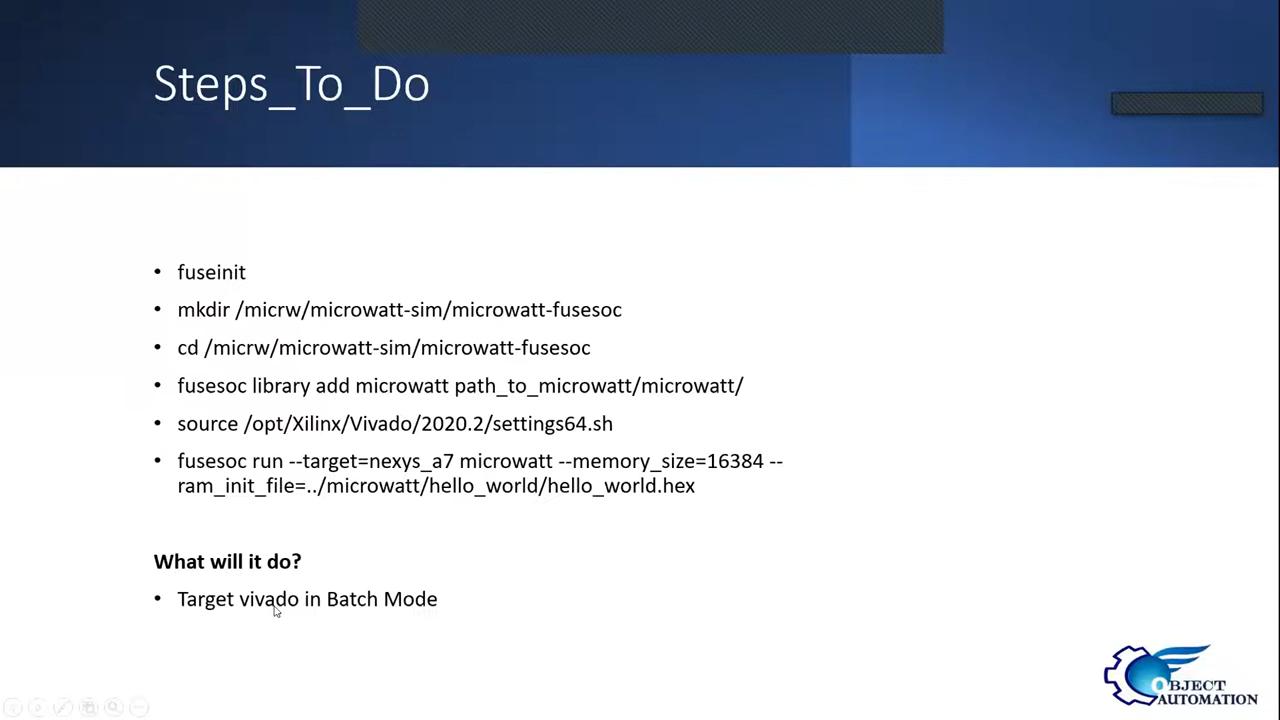 Steps_To_Do
• fuseinit
• mkdir /micrw/microwatt-sim/microwatt-fusesoc
• cd /micrw/microwatt-sim/microwatt-fusesoc
• fusesoc library add microwatt path_to_microwatt/microwatt/
• source /opt/Xilinx/Vivado/2020.2/settings64.sh
• fusesoc run --target=nexys_a7 microwatt --memory_size=16384 --
ram_init_file=../microwatt/hello_world/hello_world.hex
What will it do?
• Target vivado in Batch Mode
OBJECT
AUTOMATION